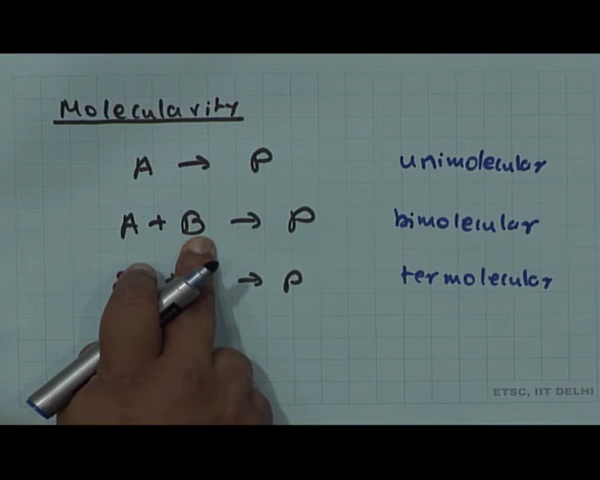 Molecularity
A → P unimolecular
A + B → P bimolecular
→ P termolecular
ETSC, IIT DELHI